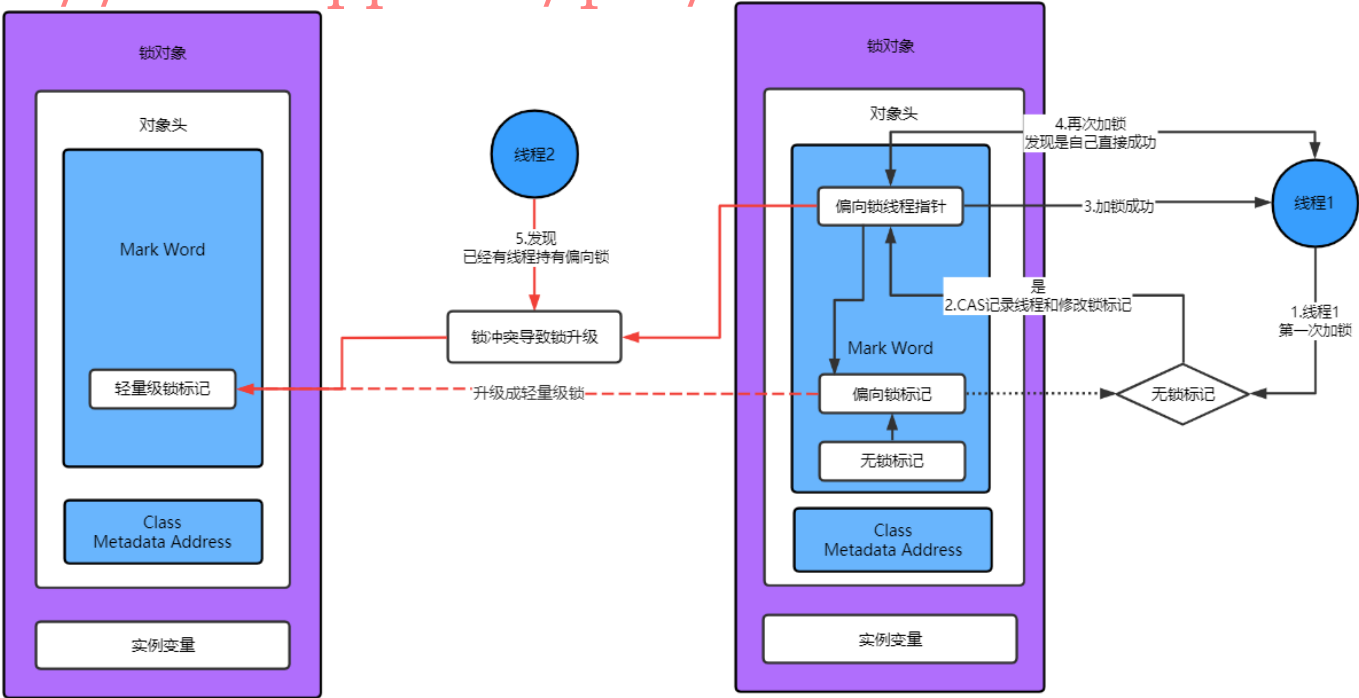 锁对象
对象头
Mark Word
轻量级锁标记
Class
Metadata Address
实例变量
线程2
5.发现
已经有线程持有偏向锁
锁冲突导致锁升级
升级成轻量级锁
锁对象
对象头
4.再次加锁
发现是自己直接成功
偏向锁线程指针
3.加锁成功
线程1
是
2.CAS记录线程和修改锁标记
1.线程1
第一次加锁
Mark Word
偏向锁标记
无锁标记
无锁标记
Class
Metadata Address
实例变量